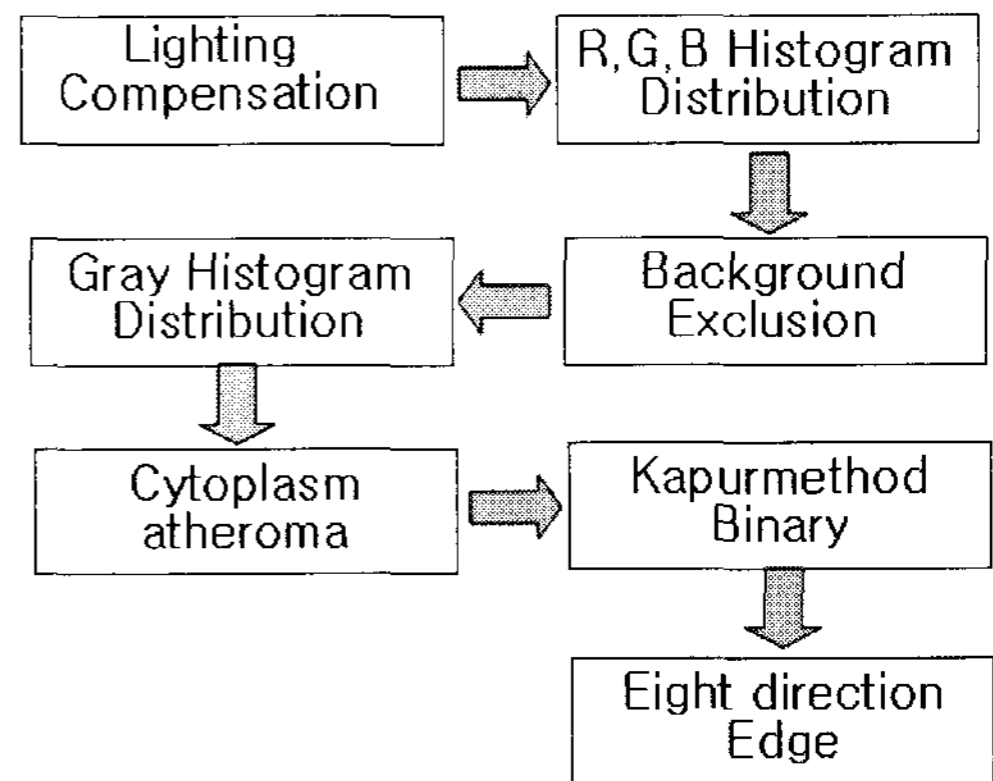 Lighting
Compensation
R,G,B Histogram
Distribution
Background
Exclusion
Gray Histogram
Distribution
Cytoplasm
atheroma
Kapurmethod
Binary
Eight direction
Edge